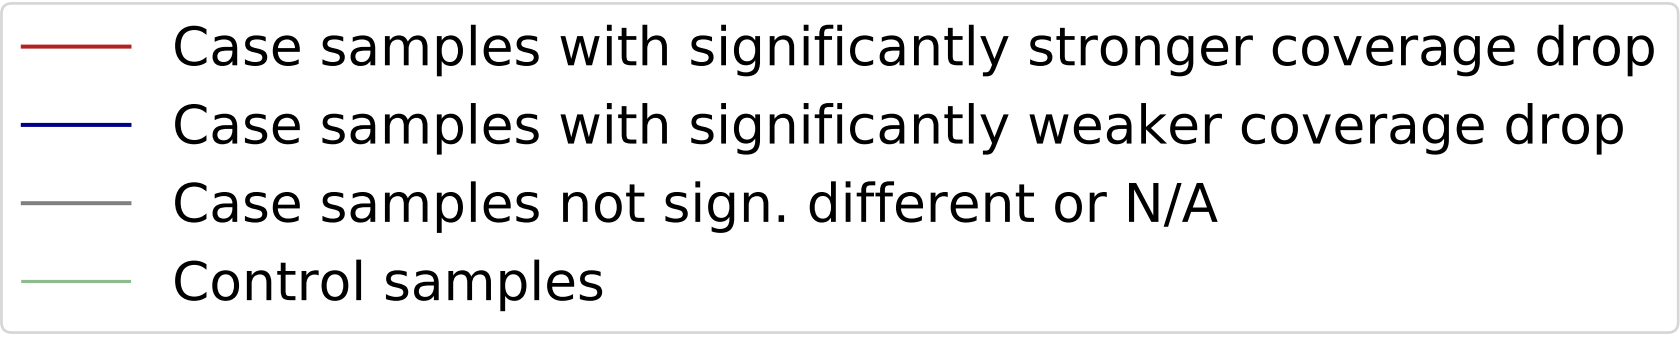 Case samples with significantly stronger coverage drop
Case samples with significantly weaker coverage drop
Case samples not sign. different or N/A
Control samples